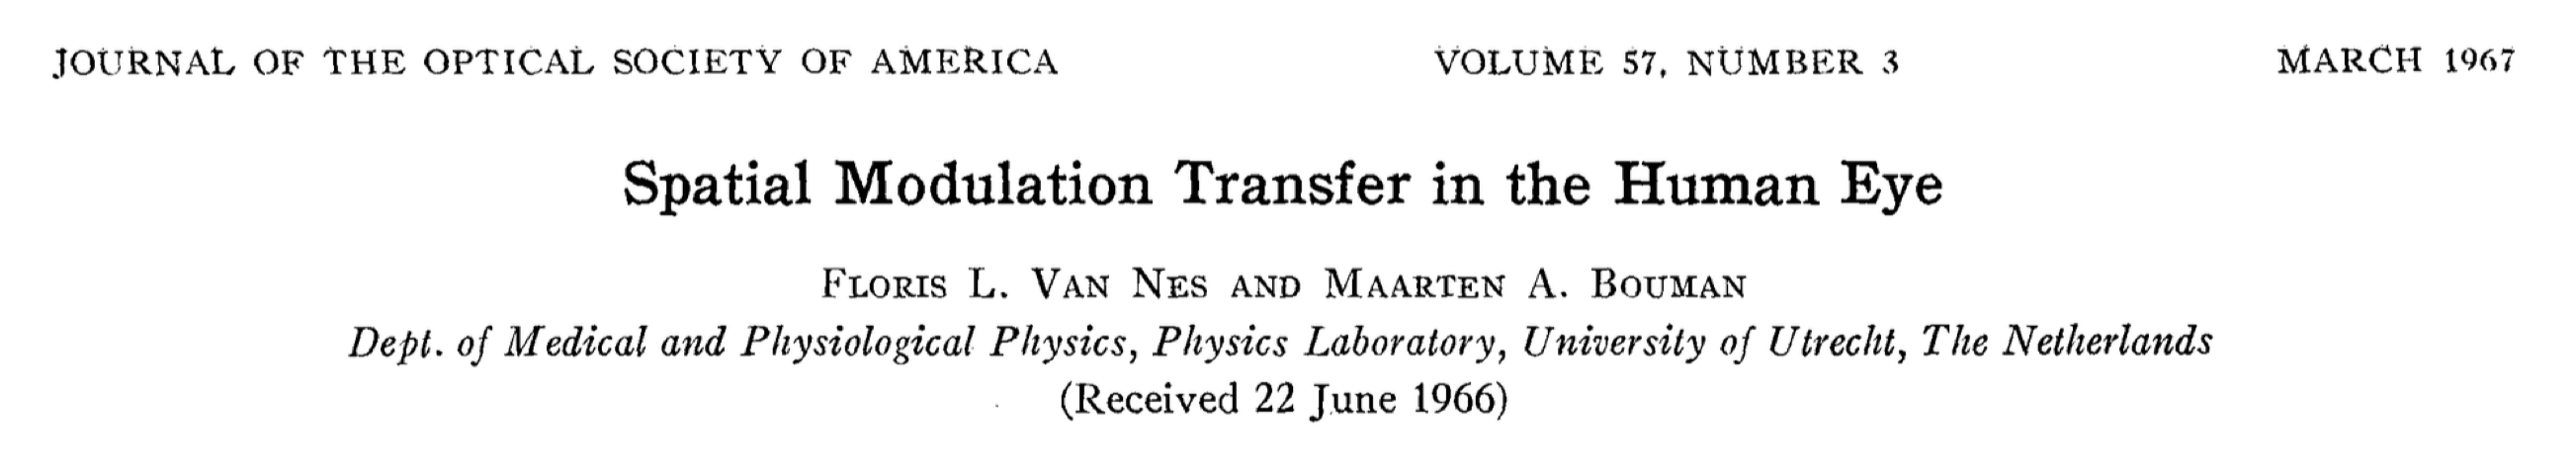 JOURNAL OF THE OPTICAL SOCIETY OF AMERICA VOLUME 57, NUMBER 3 MARCH 1967
Spatial Modulation Transfer in the Human Eye
FLORIS L. VAN NES AND MAARTEN A. BOUMAN
Dept. of Medical and Physiological Physics, Physics Laboratory, University of Utrecht, The Netherlands
(Received 22 June 1966)